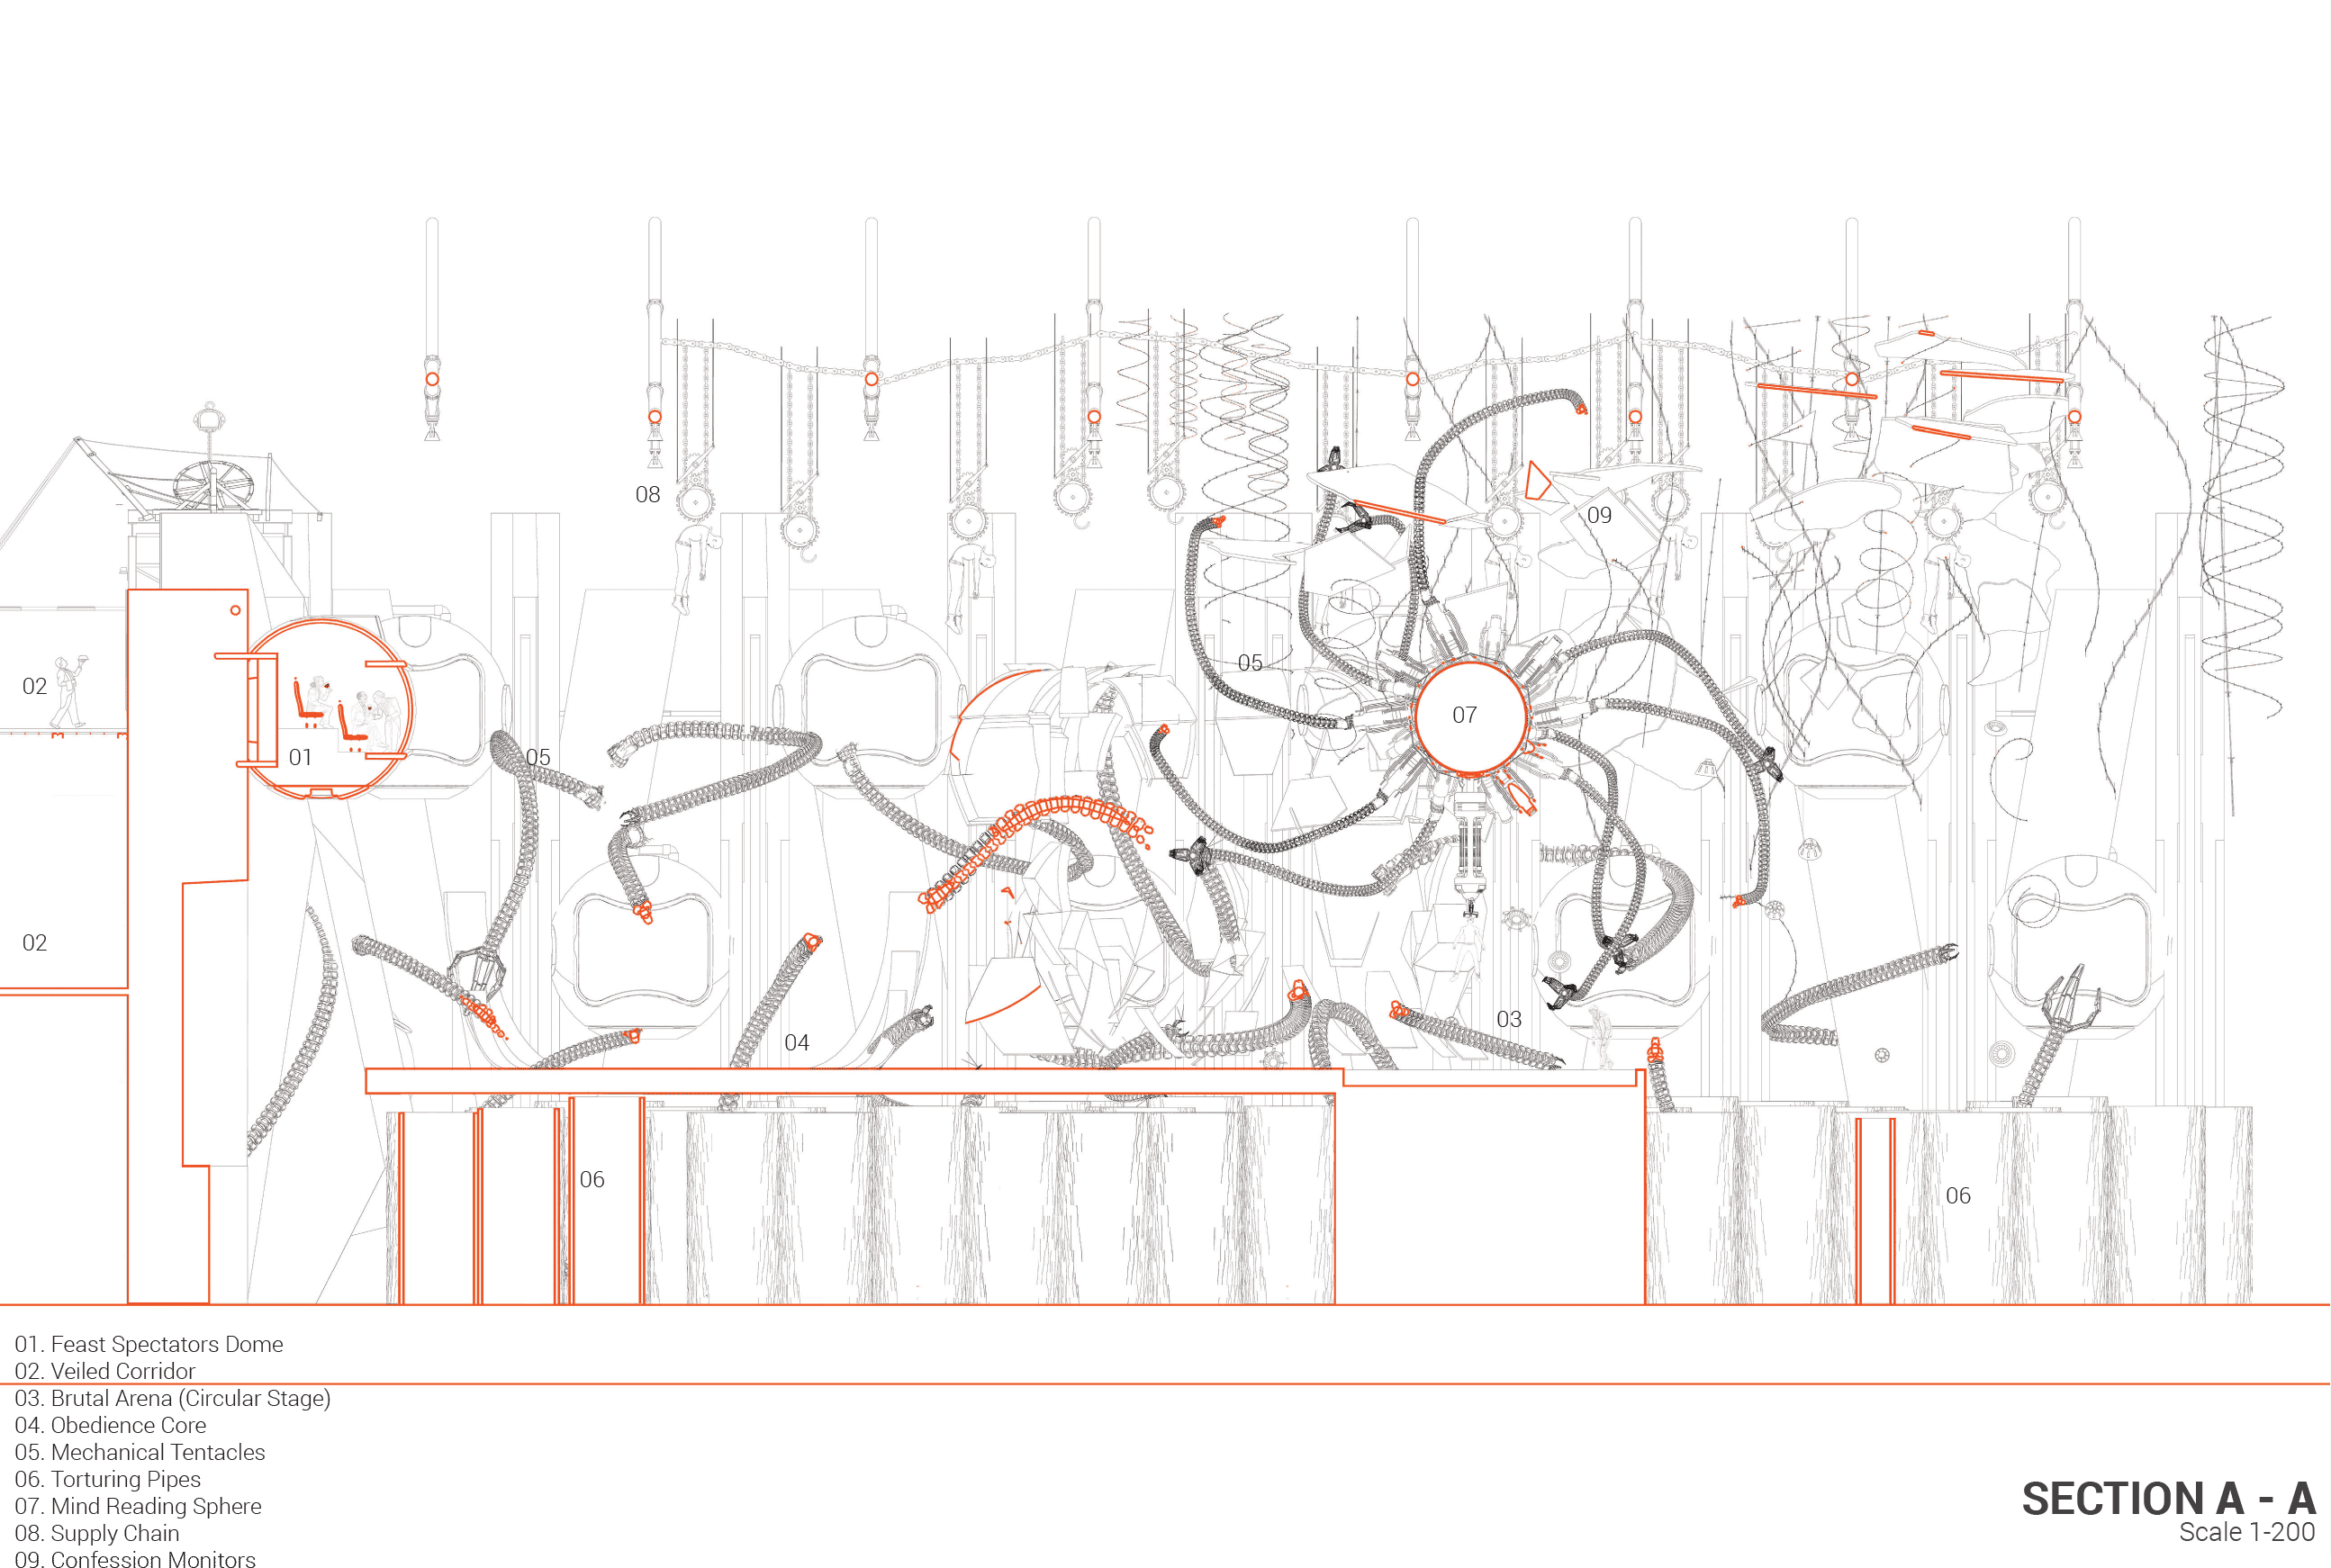 08
09
05
02
07
01
05
02
03
04
06
06
01. Feast Spectators Dome
02. Veiled Corridor
03. Brutal Arena (Circular Stage)
04. Obedience Core
05. Mechanical Tentacles
06. Torturing Pipes
07. Mind Reading Sphere
08. Supply Chain
09. Confession Monitors
SECTION A - A
Scale 1-200